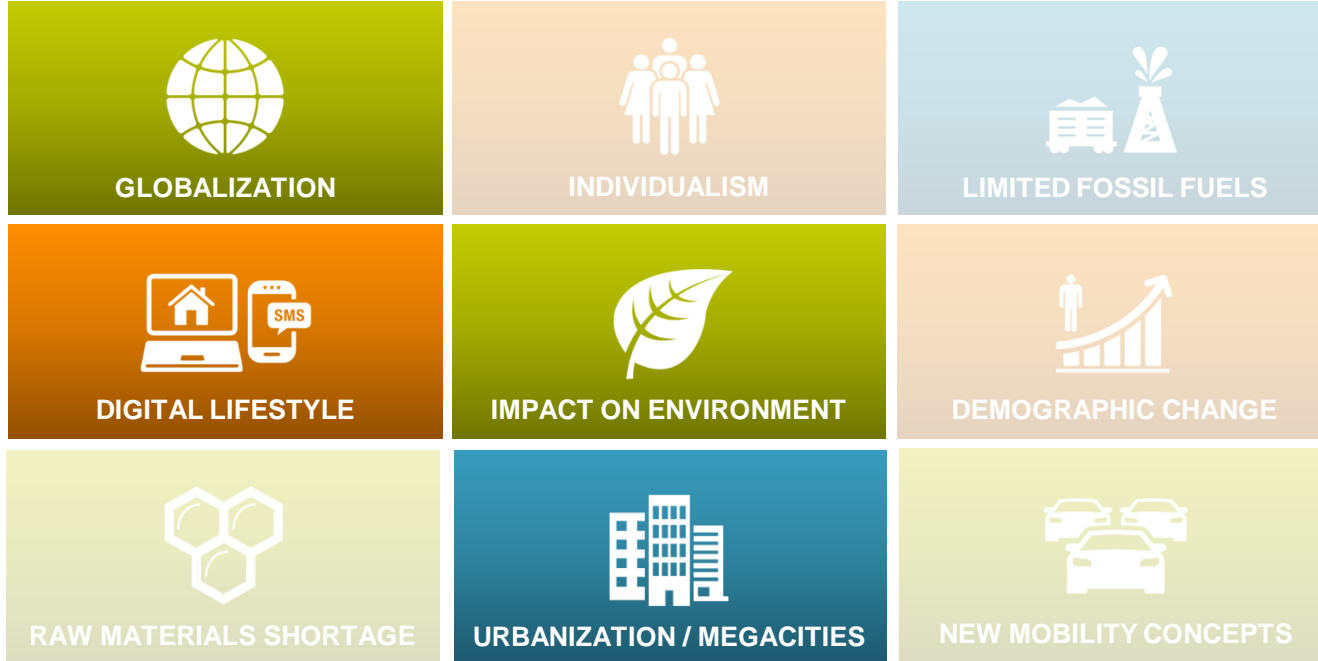 GLOBALIZATION
INDIVIDUALISM
LIMITED FOSSIL FUELS
SMS
DIGITAL LIFESTYLE
IMPACT ON ENVIRONMENT
DEMOGRAPHIC CHANGE
RAW MATERIALS SHORTAGE
URBANIZATION / MEGACITIES
NEW MOBILITY CONCEPTS